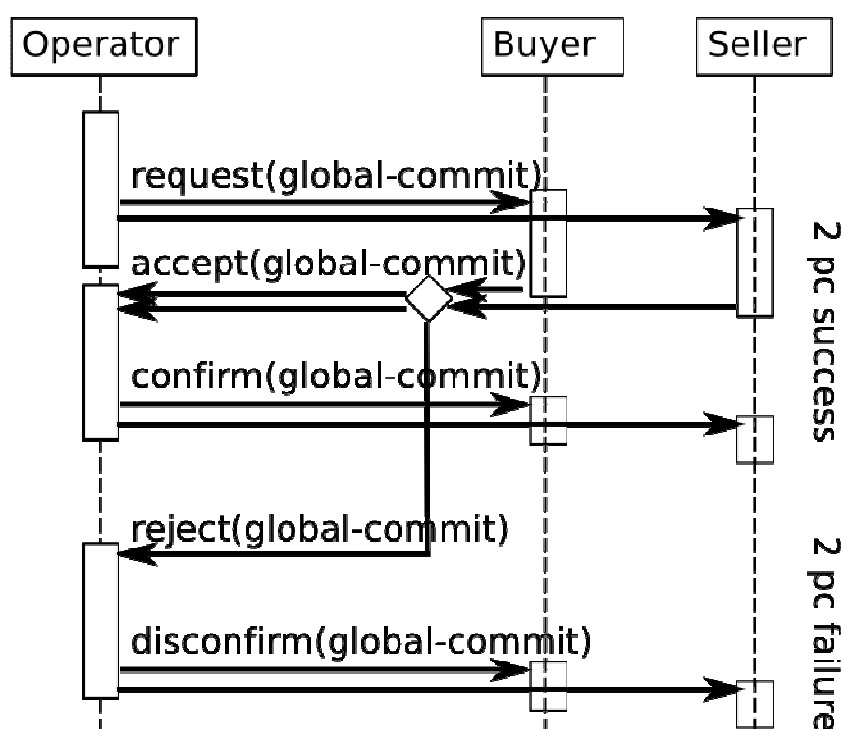 Operator
Buyer
Seller
request(global-commit)
accept(global-commit)
confirm(global-commit)
2 pc success
reject(global-commit)
disconfirm(global-commit)
2 pc failure